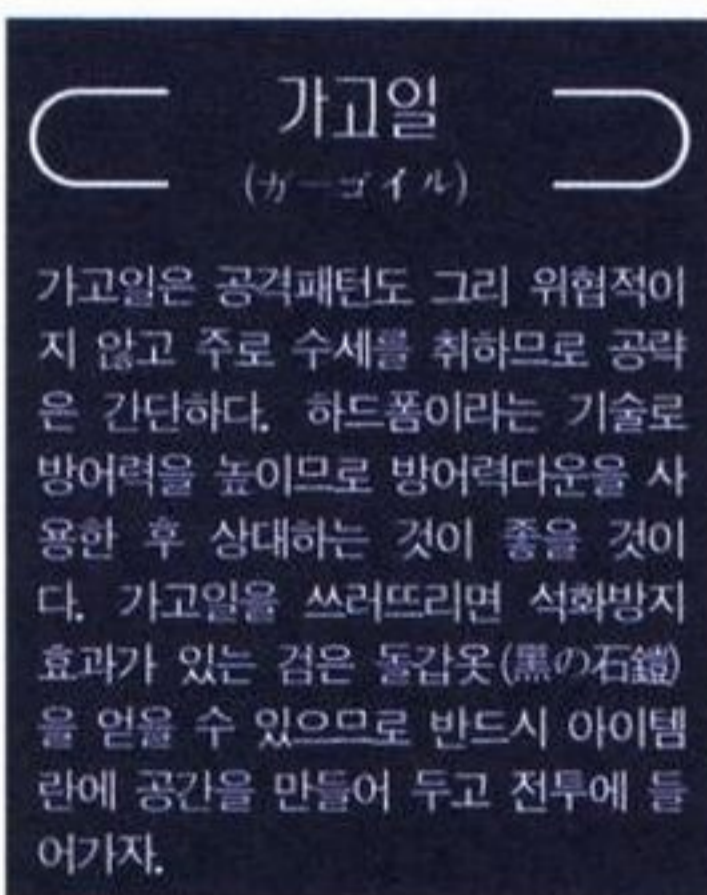 가고일
(ガーゴイル)
가고일은 공격패턴도 그리 위협적이
지 않고 주로 수세를 취하므로 공략
은 간단하다. 하드폼이라는 기술로
방어력을 높이므로 방어력다운을 사
용한 후 상대하는 것이 좋을 것이
다. 가고일을 쓰러뜨리면 석화방지
효과가 있는 검은 돌갑옷(黒の石鎧)
을 얻을 수 있으므로 반드시 아이템
란에 공간을 만들어 두고 전투에 들
어가자.